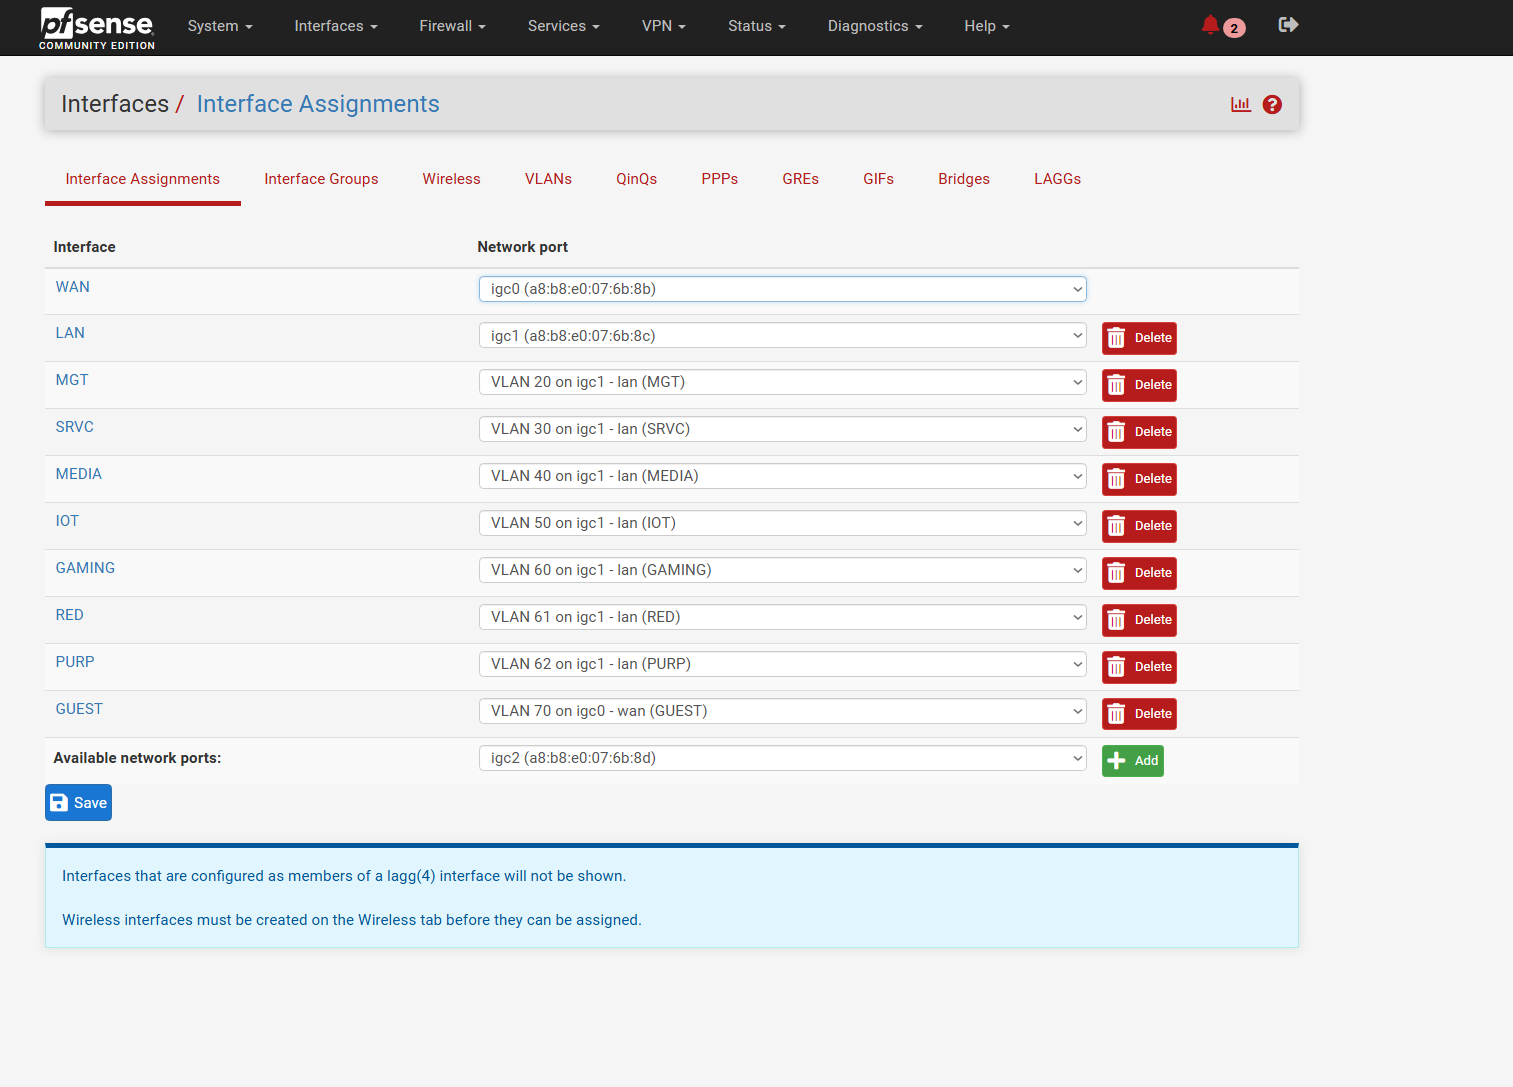 pfsense COMMUNITY EDITION System Interfaces Firewall Services VPN Status Diagnostics Help 2
Interfaces / Interface Assignments
Interface Assignments Interface Groups Wireless VLANs QinQs PPPs GREs GIFs Bridges LAGGs
Interface Network port
WAN igc0 (a8:b8:e0:07:6b:8b)
LAN igc1 (a8:b8:e0:07:6b:8c) Delete
MGT VLAN 20 on igc1 - lan (MGT) Delete
SRVC VLAN 30 on igc1 - lan (SRVC) Delete
MEDIA VLAN 40 on igc1 - lan (MEDIA) Delete
IOT VLAN 50 on igc1 - lan (IOT) Delete
GAMING VLAN 60 on igc1 - lan (GAMING) Delete
RED VLAN 61 on igc1 - lan (RED) Delete
PURP VLAN 62 on igc1 - lan (PURP) Delete
GUEST VLAN 70 on igc0 - wan (GUEST) Delete
Available network ports: igc2 (a8:b8:e0:07:6b:8d) Add
Save
Interfaces that are configured as members of a lagg(4) interface will not be shown.
Wireless interfaces must be created on the Wireless tab before they can be assigned.